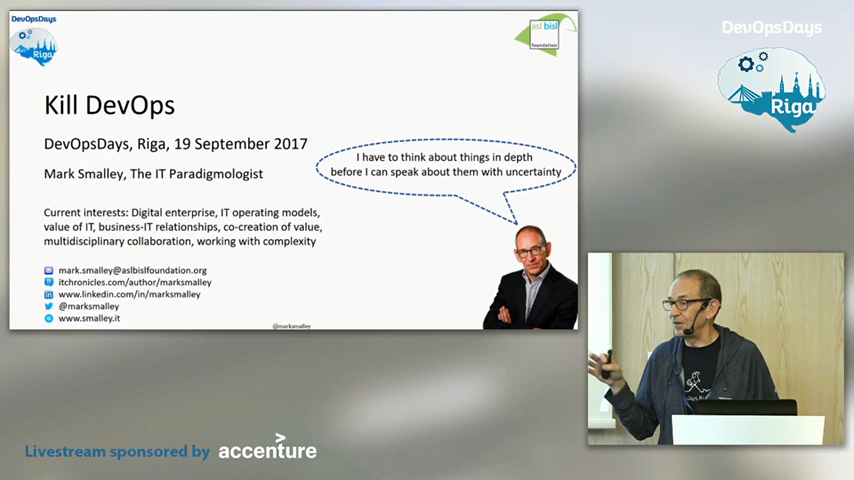 DevOpsDays
Riga
asl bisl
foundation
Kill DevOps
DevOpsDays, Riga, 19 September 2017
Mark Smalley, The IT Paradigmologist
I have to think about things in depth
before I can speak about them with uncertainty
Current interests: Digital enterprise, IT operating models,
value of IT, business-IT relationships, co-creation of value,
multidisciplinary collaboration, working with complexity
mark.smalley@aslbislfoundation.org
itchronicles.com/author/marksmalley
www.linkedin.com/in/marksmalley
@marksmalley
www.smalley.it
@marksmalley
DevOpsDays
Riga
Livestream sponsored by accenture